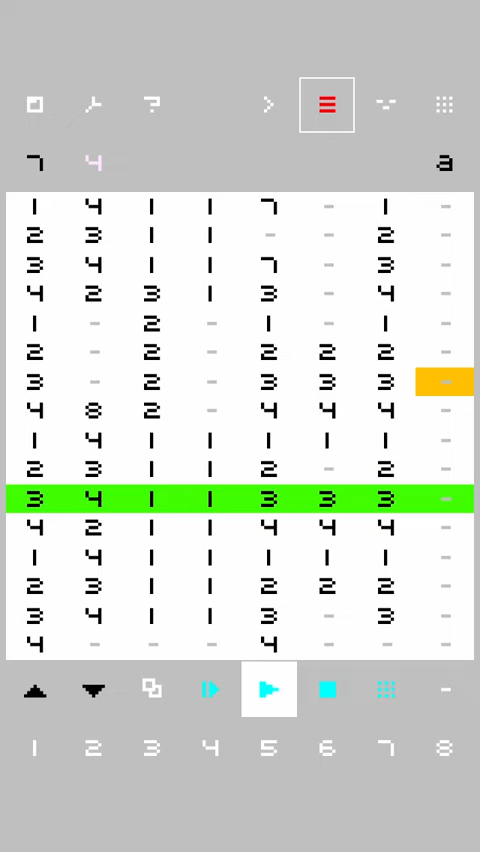 ? >
7 4 a
1 4 1 1 7 - 1 -
2 3 1 1 - - 2 -
3 4 1 1 7 - 3 -
4 2 3 1 3 - 4 -
1 - 2 - 1 - 1 -
2 - 2 - 2 2 2 -
3 - 2 - 3 3 3 -
4 8 2 - 4 4 4 -
1 4 1 1 1 1 1 -
2 3 1 1 2 - 2 -
3 4 1 1 3 3 3 -
4 2 1 1 4 4 4 -
1 4 1 1 1 1 1 -
2 3 1 1 2 2 2 -
3 4 1 1 3 - 3 -
4 - - - 4 - - -
-
1 2 3 4 5 6 7 8